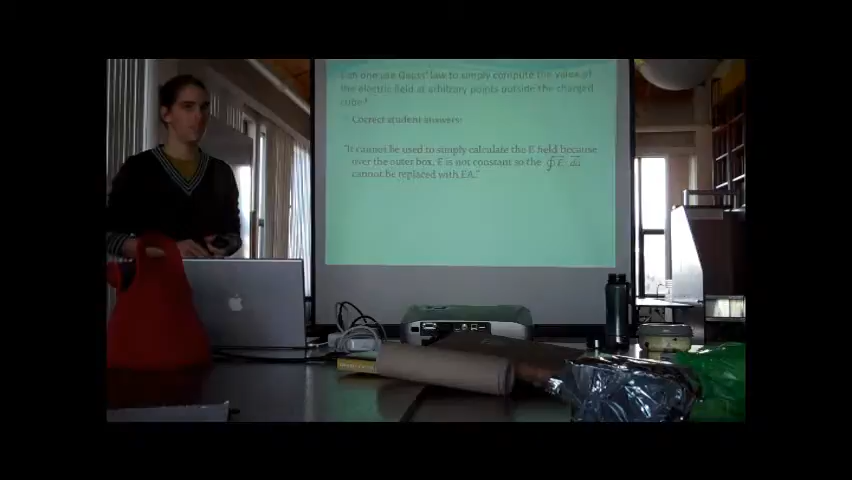 Can one use Gauss' law to simply compute the value of
the electric field at arbitrary points outside the charged
cube?
Correct student answers:
"It cannot be used to simply calculate the E field because
over the outer box, E is not constant so the ∮E · da
cannot be replaced with EA."